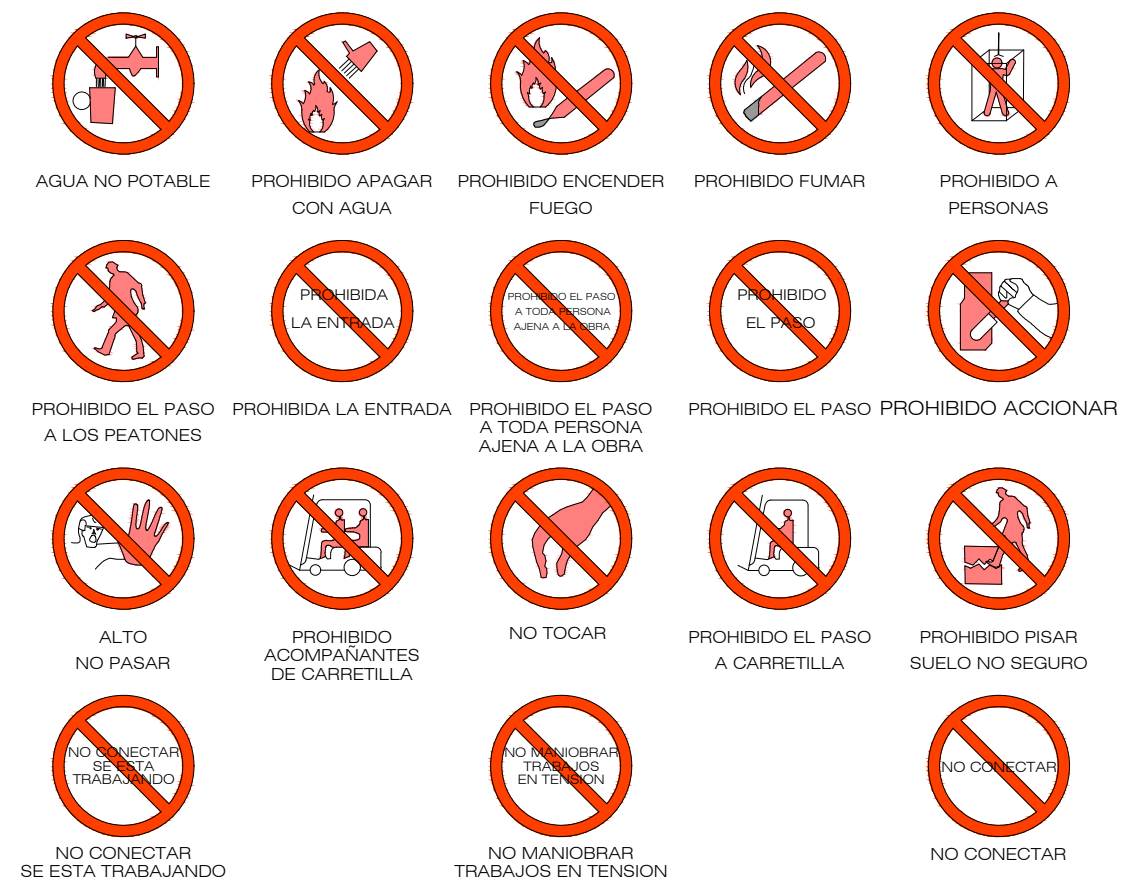 AGUA NO POTABLE
PROHIBIDO APAGAR
CON AGUA
PROHIBIDO ENCENDER
FUEGO
PROHIBIDO FUMAR
PROHIBIDO A
PERSONAS
PROHIBIDA
LA ENTRADA
PROHIBIDO EL PASO
A TODA PERSONA
AJENA A LA OBRA
PROHIBIDO
EL PASO
PROHIBIDO EL PASO
A LOS PEATONES
PROHIBIDA LA ENTRADA
PROHIBIDO EL PASO
A TODA PERSONA
AJENA A LA OBRA
PROHIBIDO EL PASO
PROHIBIDO ACCIONAR
ALTO
NO PASAR
PROHIBIDO
ACOMPAÑANTES
DE CARRETILLA
NO TOCAR
PROHIBIDO EL PASO
A CARRETILLA
PROHIBIDO PISAR
SUELO NO SEGURO
NO CONECTAR
SE ESTA
TRABAJANDO
NO MANIOBRAR
TRABAJOS
EN TENSION
NO CONECTAR
NO CONECTAR
SE ESTA TRABAJANDO
NO MANIOBRAR
TRABAJOS EN TENSION
NO CONECTAR